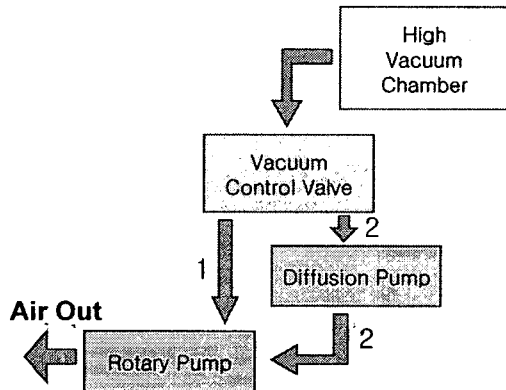 High
Vacuum
Chamber
Vacuum
Control Valve
2
1
Diffusion Pump
Air Out
2
Rotary Pump